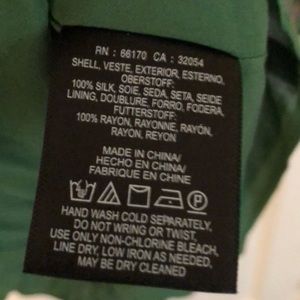 RN : 66170 CA : 32054
SHELL, VESTE, EXTERIOR, ESTERNO,
OBERSTOFF:
100% SILK, SOIE, SEDA, SETA, SEIDE
LINING, DOUBLURE, FORRO, FODERA,
FUTTERSTOFF:
100% RAYON, RAYONNE, RAYÓN,
RAYON, REYON
MADE IN CHINA/
HECHO EN CHINA/
FABRIQUE EN CHINE
HAND WASH COLD SEPARATELY,
DO NOT WRING OR TWIST,
USE ONLY NON-CHLORINE BLEACH,
LINE DRY, LOW IRON AS NEEDED,
MAY BE DRY CLEANED